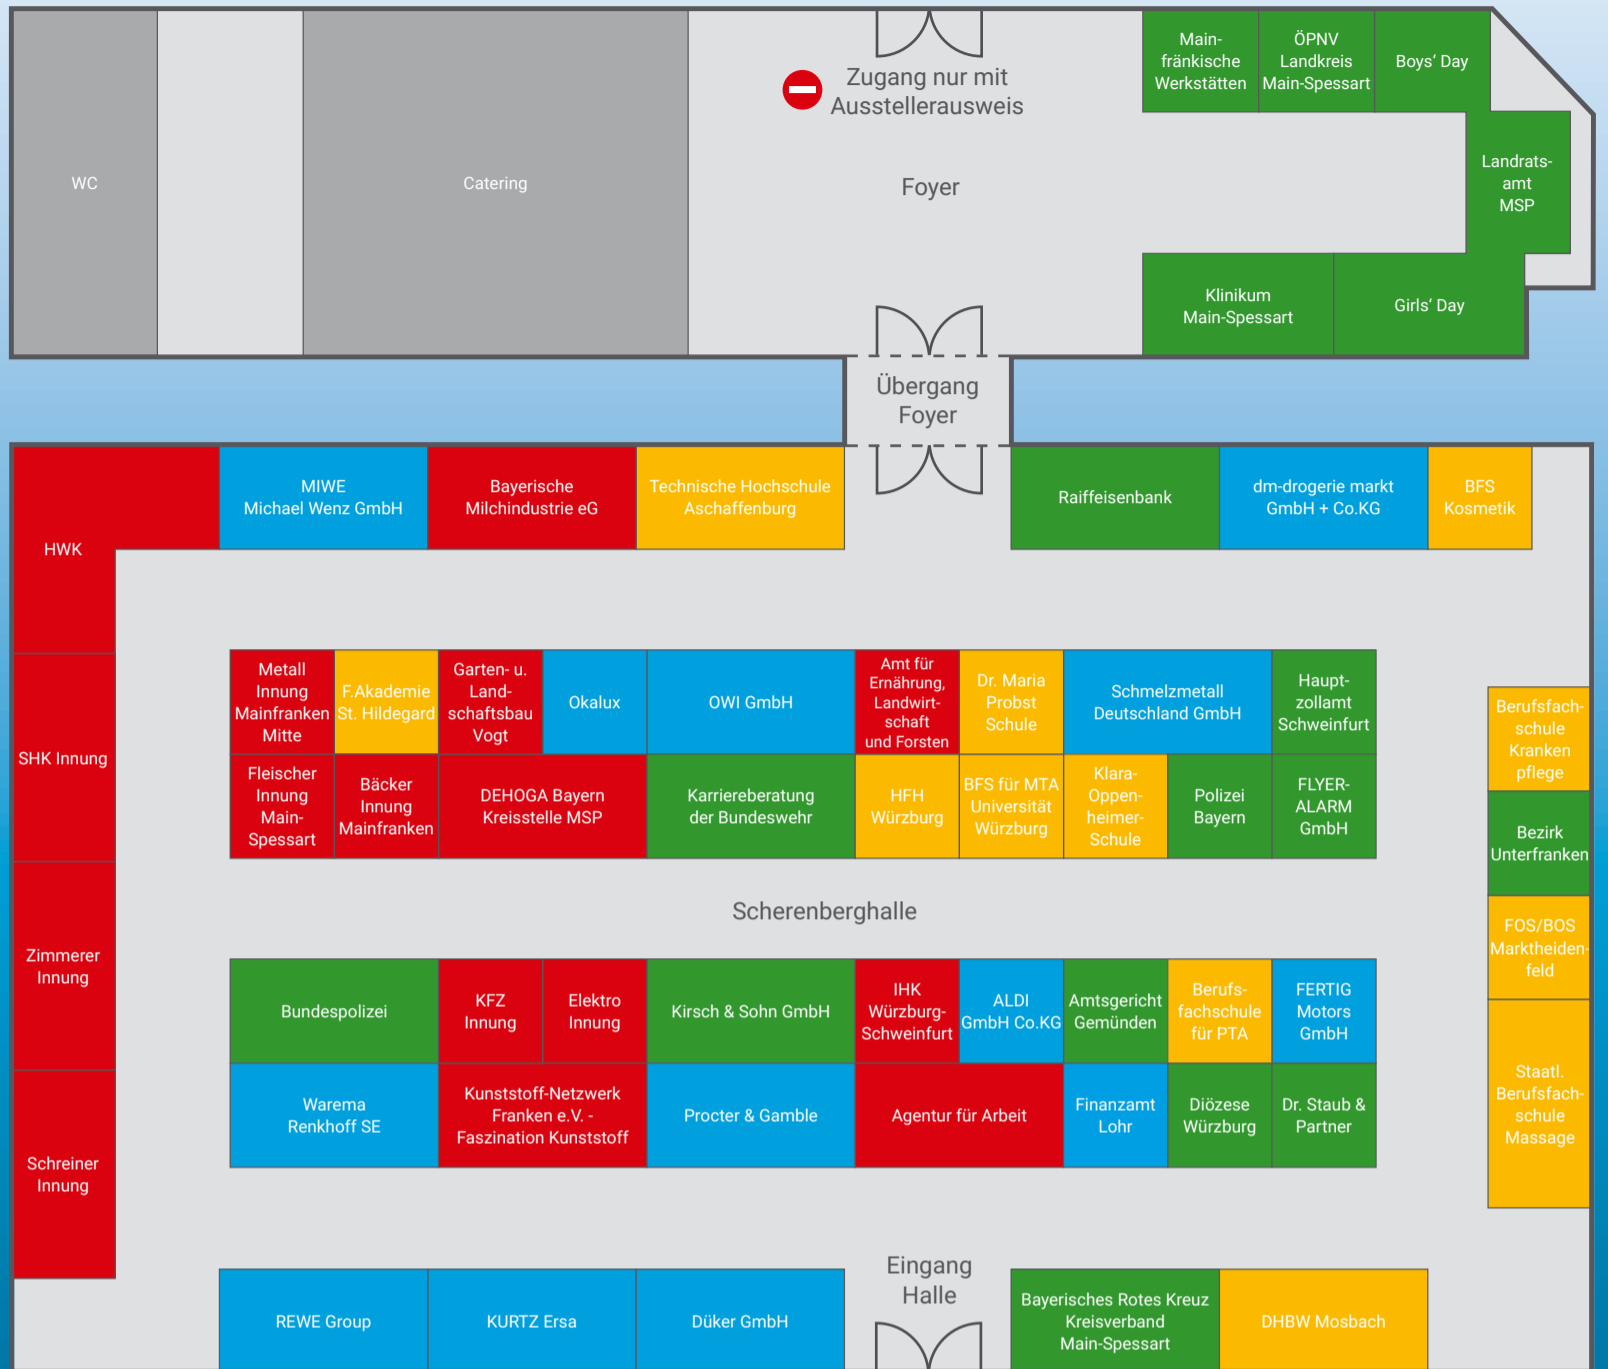 WC
Catering
Zugang nur mit
Ausstellerausweis
Foyer
Main-
fränkische
Werkstätten
ÖPNV
Landkreis
Main-Spessart
Boys‘ Day
Landrats-
amt
MSP
Klinikum
Main-Spessart
Girls‘ Day
Übergang
Foyer
HWK
MIWE
Michael Wenz GmbH
Bayerische
Milchindustrie eG
Technische Hochschule
Aschaffenburg
Raiffeisenbank
dm-drogerie markt
GmbH + Co.KG
BFS
Kosmetik
SHK Innung
Zimmerer
Innung
Schreiner
Innung
Metall
Innung
Mainfranken
Mitte
F.Akademie
St. Hildegard
Garten- u.
Land-
schaftsbau
Vogt
Okalux
OWI GmbH
Amt für
Ernährung,
Landwirt-
schaft
und Forsten
Dr. Maria
Probst
Schule
Schmelzmetall
Deutschland GmbH
Haupt-
zollamt
Schweinfurt
Fleischer
Innung
Main-
Spessart
Bäcker
Innung
Mainfranken
DEHOGA Bayern
Kreisstelle MSP
Karriereberatung
der Bundeswehr
HFH
Würzburg
BFS für MTA
Universität
Würzburg
Klara-
Oppen-
heimer-
Schule
Polizei
Bayern
FLYER-
ALARM
GmbH
Berufsfach-
schule
Kranken
pflege
Bezirk
Unterfranken
FOS/BOS
Marktheiden-
feld
Staatl.
Berufsfach-
schule
Massage
Scherenberghalle
Bundespolizei
KFZ
Innung
Elektro
Innung
Kirsch & Sohn GmbH
IHK
Würzburg-
Schweinfurt
ALDI
GmbH Co.KG
Amtsgericht
Gemünden
Berufs-
fachschule
für PTA
FERTIG
Motors
GmbH
Warema
Renkhoff SE
Kunststoff-Netzwerk
Franken e.V. -
Faszination Kunststoff
Procter & Gamble
Agentur für Arbeit
Finanzamt
Lohr
Diözese
Würzburg
Dr. Staub &
Partner
REWE Group
KURTZ Ersa
Düker GmbH
Eingang
Halle
Bayerisches Rotes Kreuz
Kreisverband
Main-Spessart
DHBW Mosbach